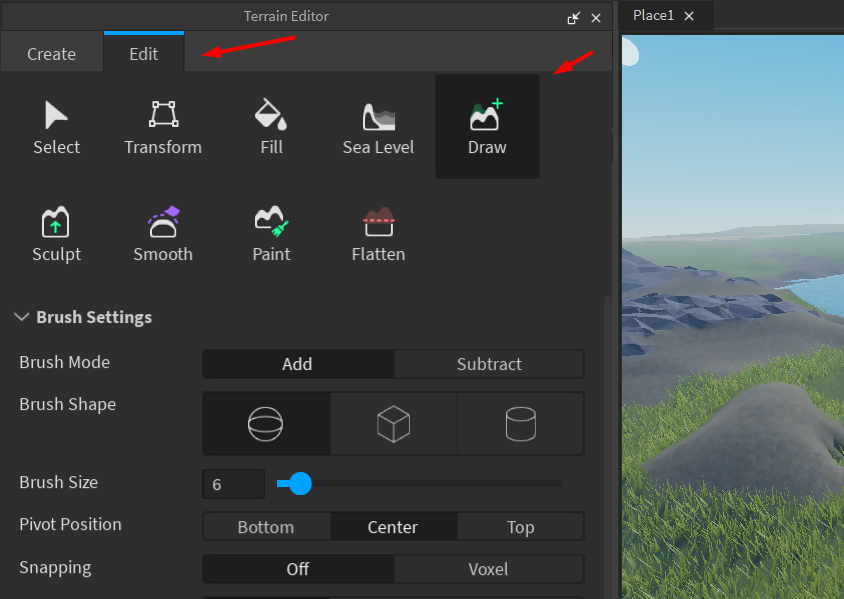 Terrain Editor
Place1
Create
Edit
Select
Transform
Fill
Sea Level
Draw
Sculpt
Smooth
Paint
Flatten
Brush Settings
Brush Mode
Add
Subtract
Brush Shape
Brush Size
6
Pivot Position
Bottom
Center
Top
Snapping
Off
Voxel